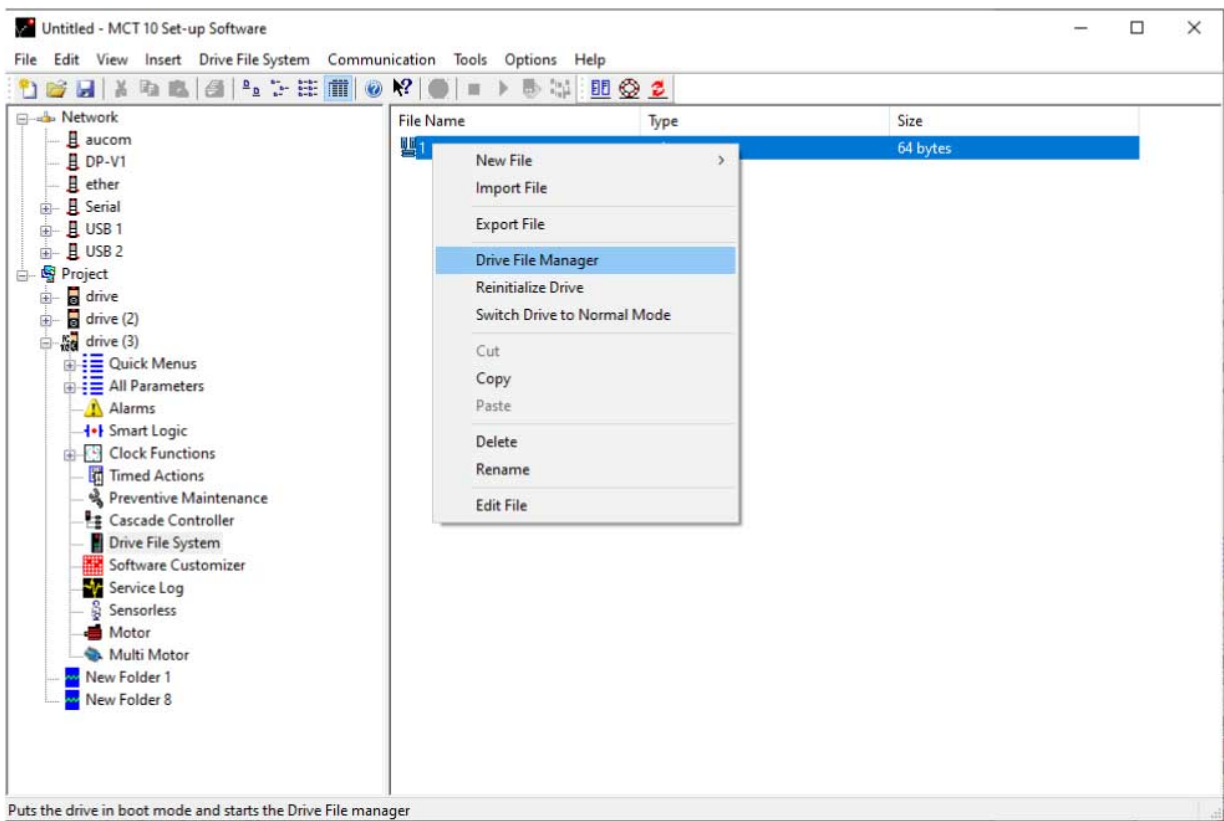 Untitled - MCT 10 Set-up Software
File Edit View Insert Drive File System Communication Tools Options Help
Network
aucom
DP-V1
ether
Serial
USB 1
USB 2
Project
drive
drive (2)
drive (3)
Quick Menus
All Parameters
Alarms
Smart Logic
Clock Functions
Timed Actions
Preventive Maintenance
Cascade Controller
Drive File System
Software Customizer
Service Log
Sensorless
Motor
Multi Motor
New Folder 1
New Folder 8
File Name Type Size
1 64 bytes
New File
Import File
Export File
Drive File Manager
Reinitialize Drive
Switch Drive to Normal Mode
Cut
Copy
Paste
Delete
Rename
Edit File
Puts the drive in boot mode and starts the Drive File manager